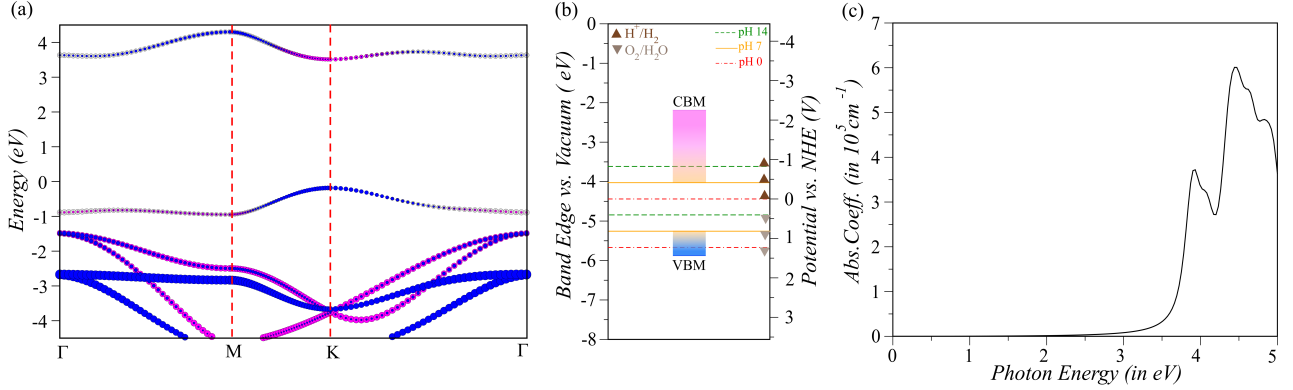 (a)
4
3
2
1
0
-1
-2
-3
-4
Energy (eV)
Γ
M
K
Γ
(b)
0
-1
-2
-3
-4
-5
-6
-7
-8
Band Edge vs. Vacuum ( eV)
H⁺/H₂
O₂/H₂O
pH 14
pH 7
pH 0
CBM
VBM
-4
-3
-2
-1
0
1
2
3
Potential vs. NHE (V)
(c)
7
6
5
4
3
2
1
0
Abs.Coeff. (in 10⁵cm⁻¹)
0
1
2
3
4
5
Photon Energy (in eV)